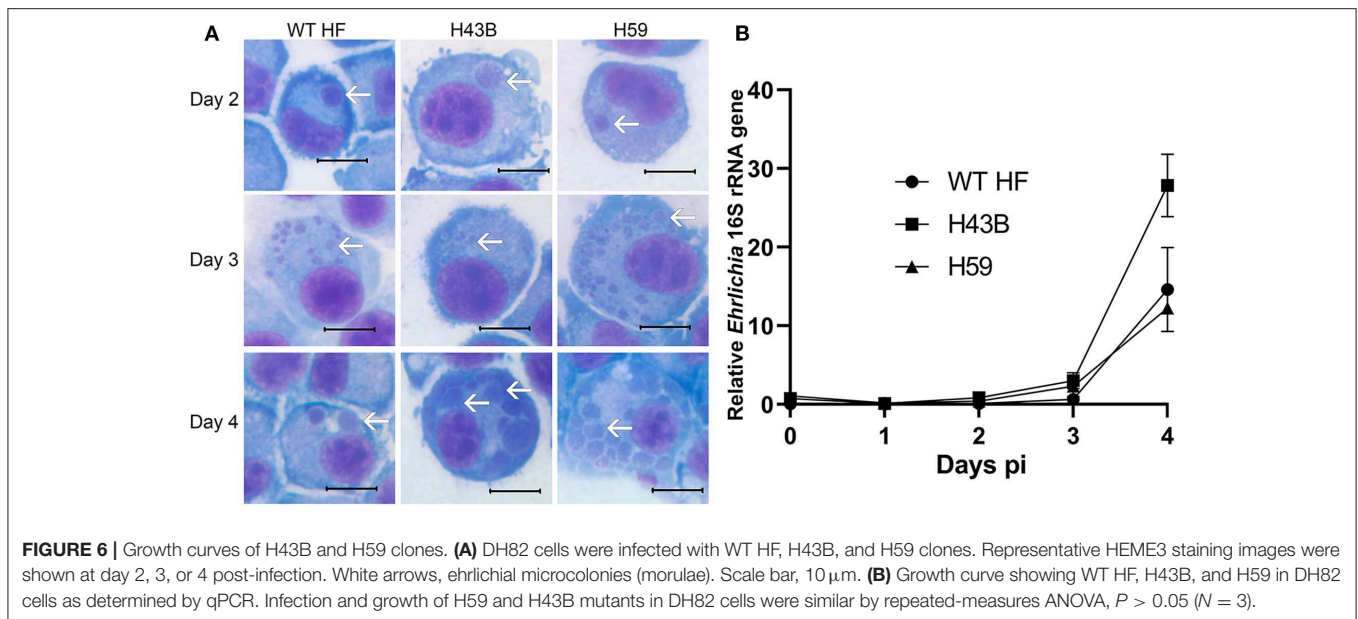 A
WT HF H43B H59
Day 2
Day 3
Day 4
B
Relative Ehrlichia 16S rRNA gene
40
30
20
10
0
WT HF
H43B
H59
0 1 2 3 4
Days pi
FIGURE 6 | Growth curves of H43B and H59 clones. (A) DH82 cells were infected with WT HF, H43B, and H59 clones. Representative HEME3 staining images were
shown at day 2, 3, or 4 post-infection. White arrows, ehrlichial microcolonies (morulae). Scale bar, 10 μm. (B) Growth curve showing WT HF, H43B, and H59 in DH82
cells as determined by qPCR. Infection and growth of H59 and H43B mutants in DH82 cells were similar by repeated-measures ANOVA, P > 0.05 (N = 3).